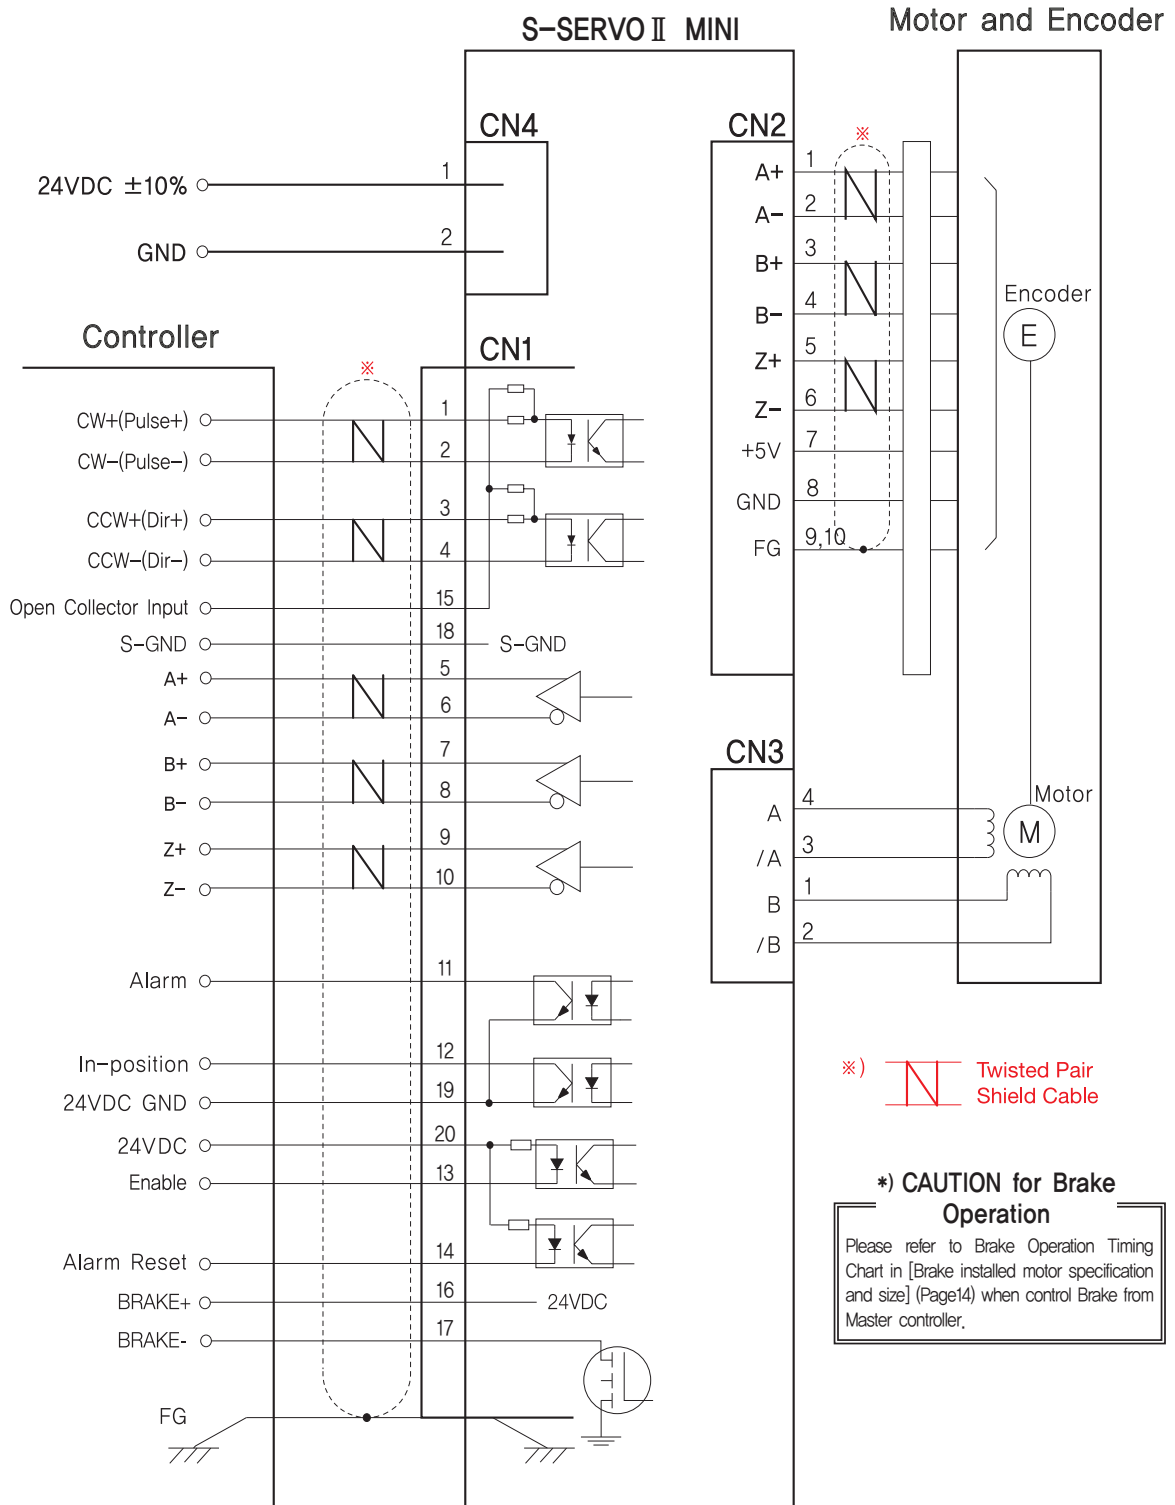 S-SERVO Ⅱ MINI
Motor and Encoder
CN4
24VDC ±10%
1
GND
2
CN2
※
A+ 1
A- 2
B+ 3
B- 4
Z+ 5
Z- 6
+5V 7
GND 8
FG 9,10
Encoder
E
Controller
※
CN1
CW+(Pulse+) 1
CW-(Pulse-) 2
CCW+(Dir+) 3
CCW-(Dir-) 4
Open Collector Input 15
S-GND 18 S-GND
A+ 5
A- 6
B+ 7
B- 8
Z+ 9
Z- 10
Alarm 11
In-position 12
24VDC GND 19
24VDC 20
Enable 13
Alarm Reset 14
BRAKE+ 16 24VDC
BRAKE- 17
FG
CN3
A 4
/A 3
B 1
/B 2
Motor
M
※) Twisted Pair
Shield Cable
*) CAUTION for Brake
Operation
Please refer to Brake Operation Timing
Chart in [Brake installed motor specification
and size] (Page14) when control Brake from
Master controller.